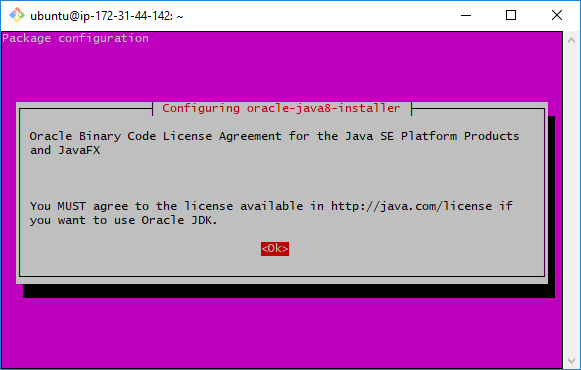 ubuntu@ip-172-31-44-142: ~
Package configuration
Configuring oracle-java8-installer
Oracle Binary Code License Agreement for the Java SE Platform Products
and JavaFX
You MUST agree to the license available in http://java.com/license if
you want to use Oracle JDK.
<Ok>